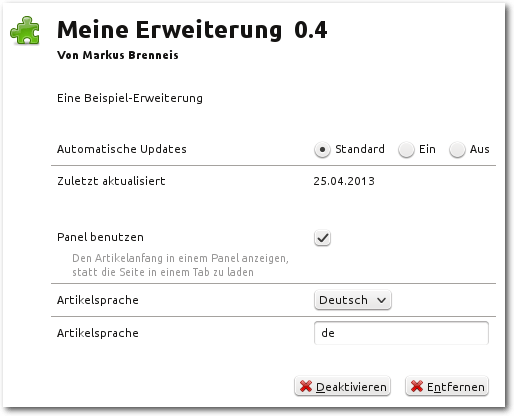 Meine Erweiterung 0.4
Von Markus Brenneis
Eine Beispiel-Erweiterung
Automatische Updates Standard Ein Aus
Zuletzt aktualisiert 25.04.2013
Panel benutzen
Den Artikelanfang in einem Panel anzeigen,
statt die Seite in einem Tab zu laden
Artikelsprache Deutsch
Artikelsprache de
Deaktivieren Entfernen